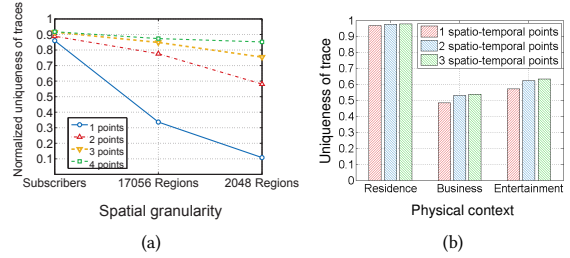 Normalized uniqueness of traces
1
0.9
0.8
0.7
0.6
0.5
0.4
0.3
0.2
0.1
1 points
2 points
3 points
4 points
Subscribers 17056 Regions 2048 Regions
Spatial granularity
(a)
Uniqueness of trace
1
0.9
0.8
0.7
0.6
0.5
0.4
0.3
0.2
0.1
0
1 spatio-temporal points
2 spatio-temporal points
3 spatio-temporal points
Residence Business Entertainment
Physical context
(b)